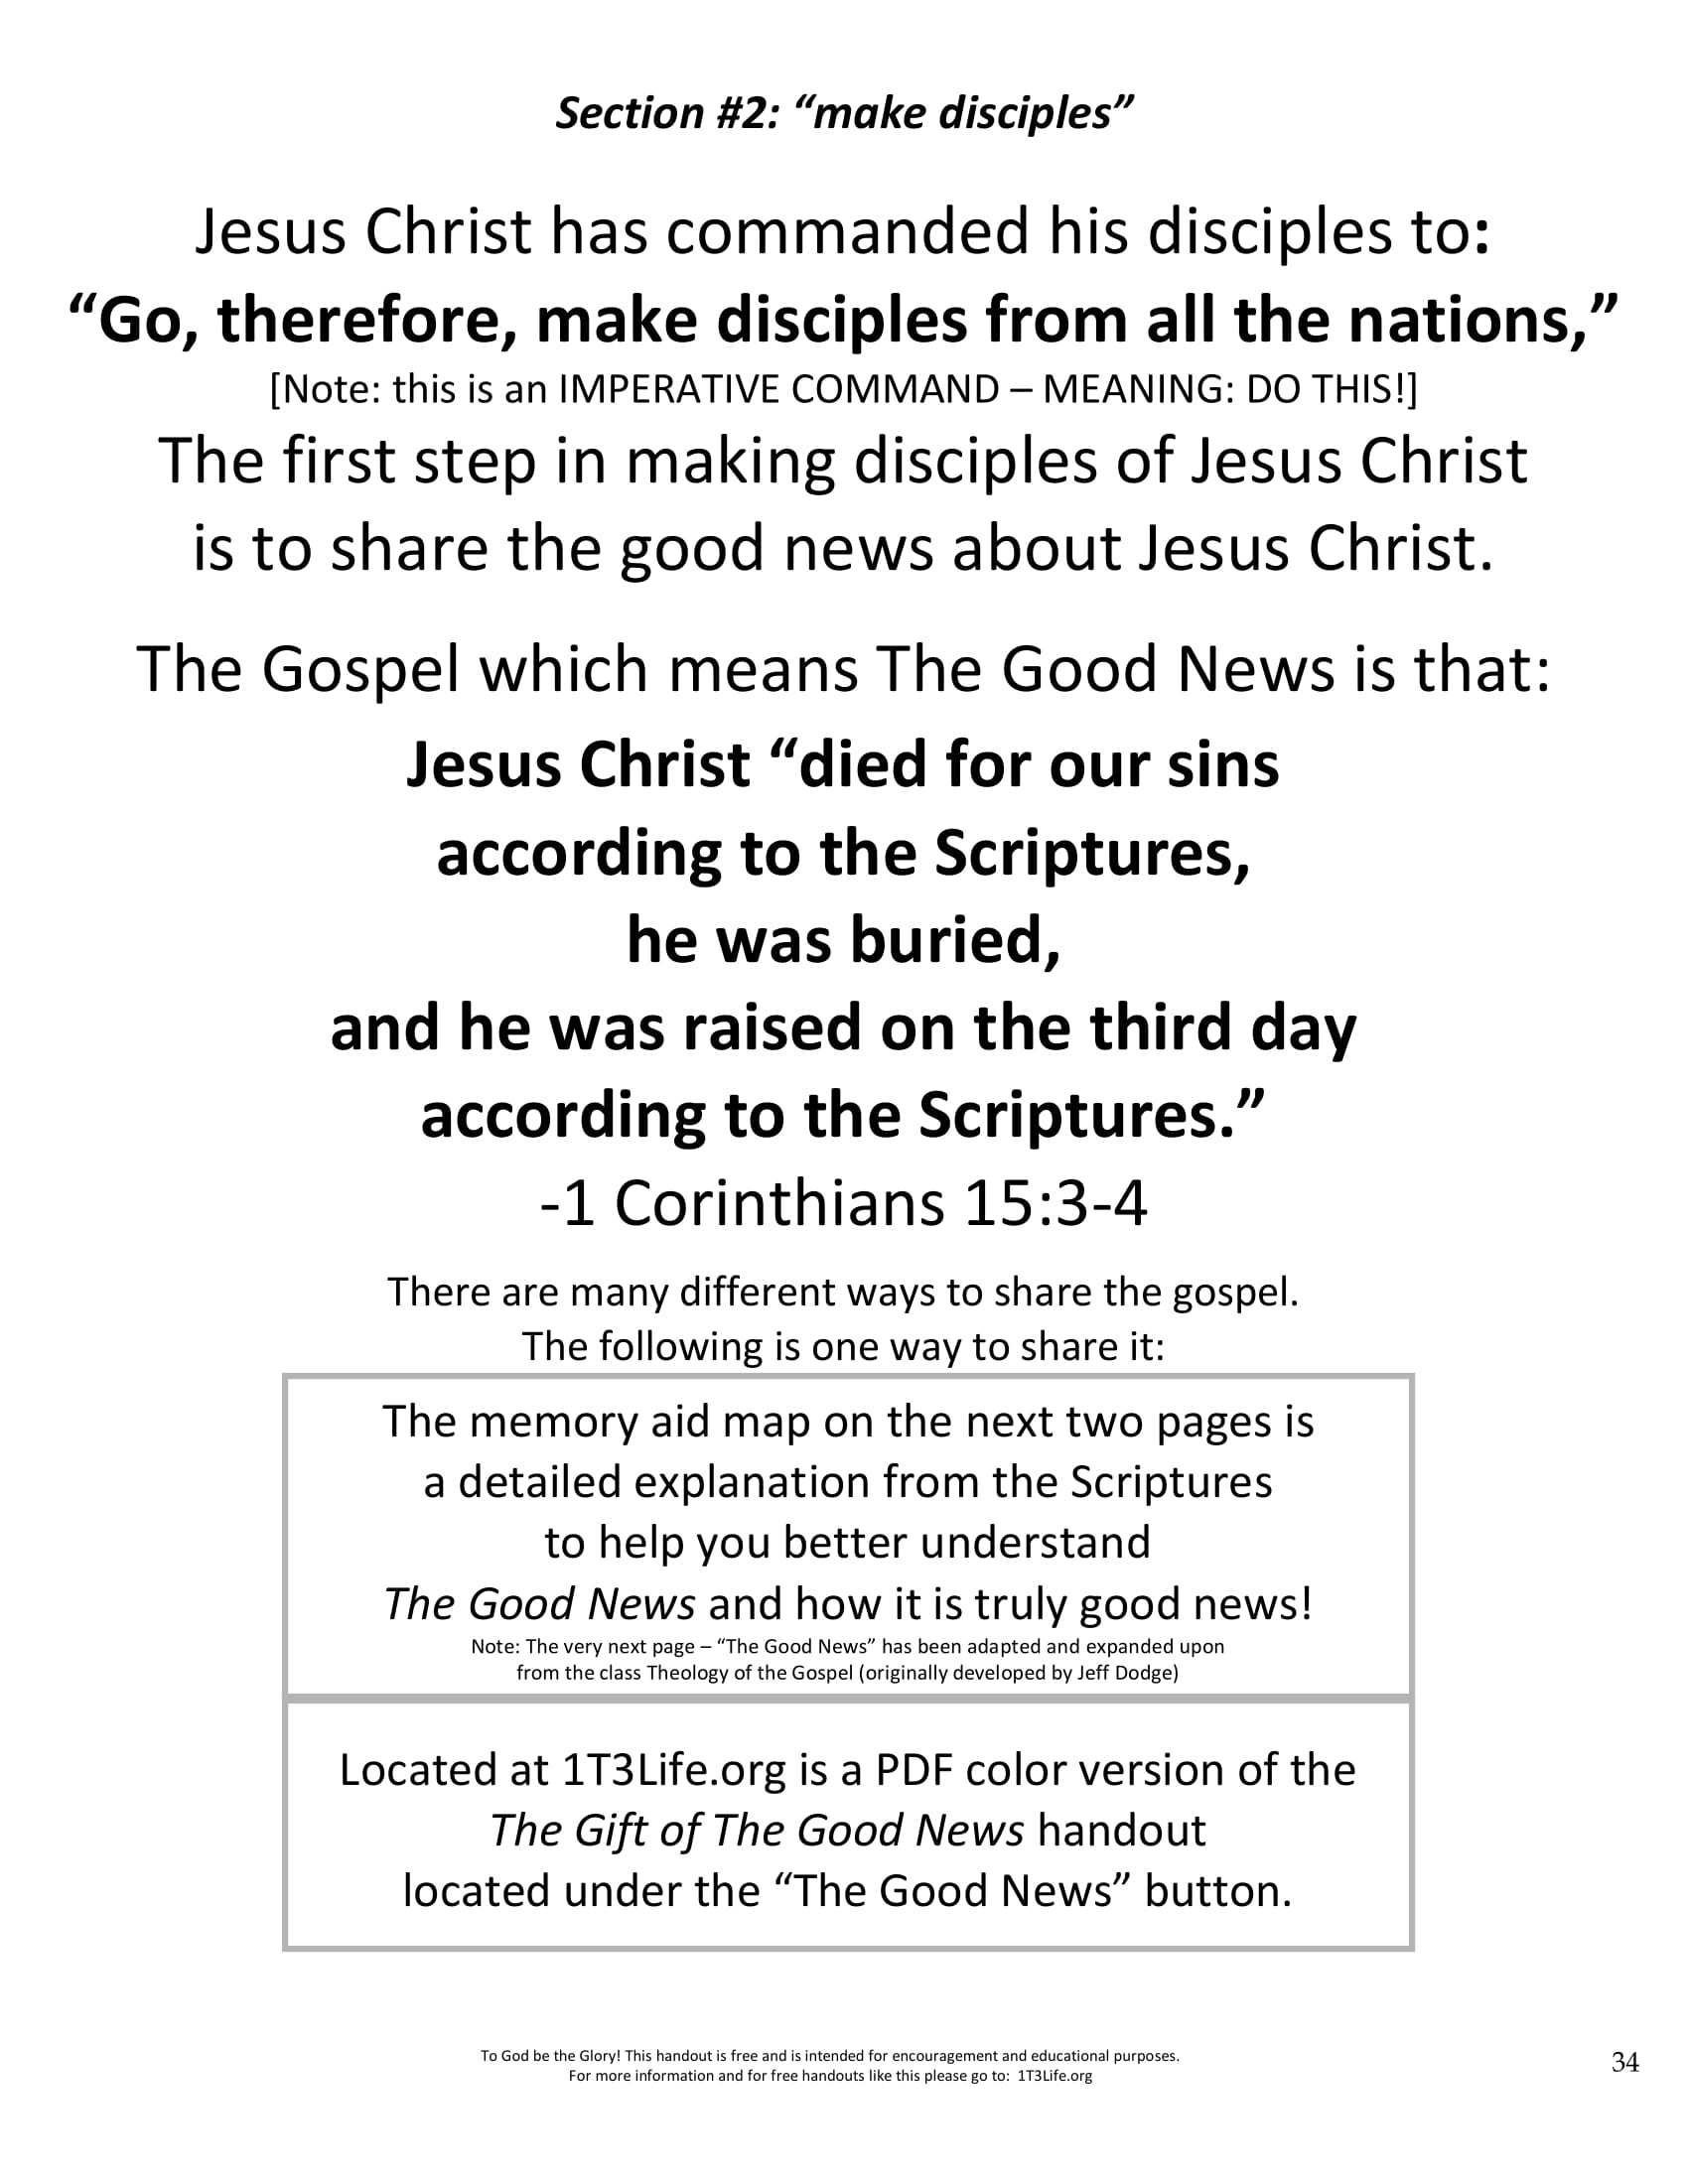 Section #2: “make disciples”
Jesus Christ has commanded his disciples to:
“Go, therefore, make disciples from all the nations,”
[Note: this is an IMPERATIVE COMMAND – MEANING: DO THIS!]
The first step in making disciples of Jesus Christ
is to share the good news about Jesus Christ.
The Gospel which means The Good News is that:
Jesus Christ “died for our sins
according to the Scriptures,
he was buried,
and he was raised on the third day
according to the Scriptures.”
-1 Corinthians 15:3-4
There are many different ways to share the gospel.
The following is one way to share it:
The memory aid map on the next two pages is
a detailed explanation from the Scriptures
to help you better understand
The Good News and how it is truly good news!
Note: The very next page – “The Good News” has been adapted and expanded upon
from the class Theology of the Gospel (originally developed by Jeff Dodge)
Located at 1T3Life.org is a PDF color version of the
The Gift of The Good News handout
located under the “The Good News” button.
To God be the Glory! This handout is free and is intended for encouragement and educational purposes.
For more information and for free handouts like this please go to: 1T3Life.org
34